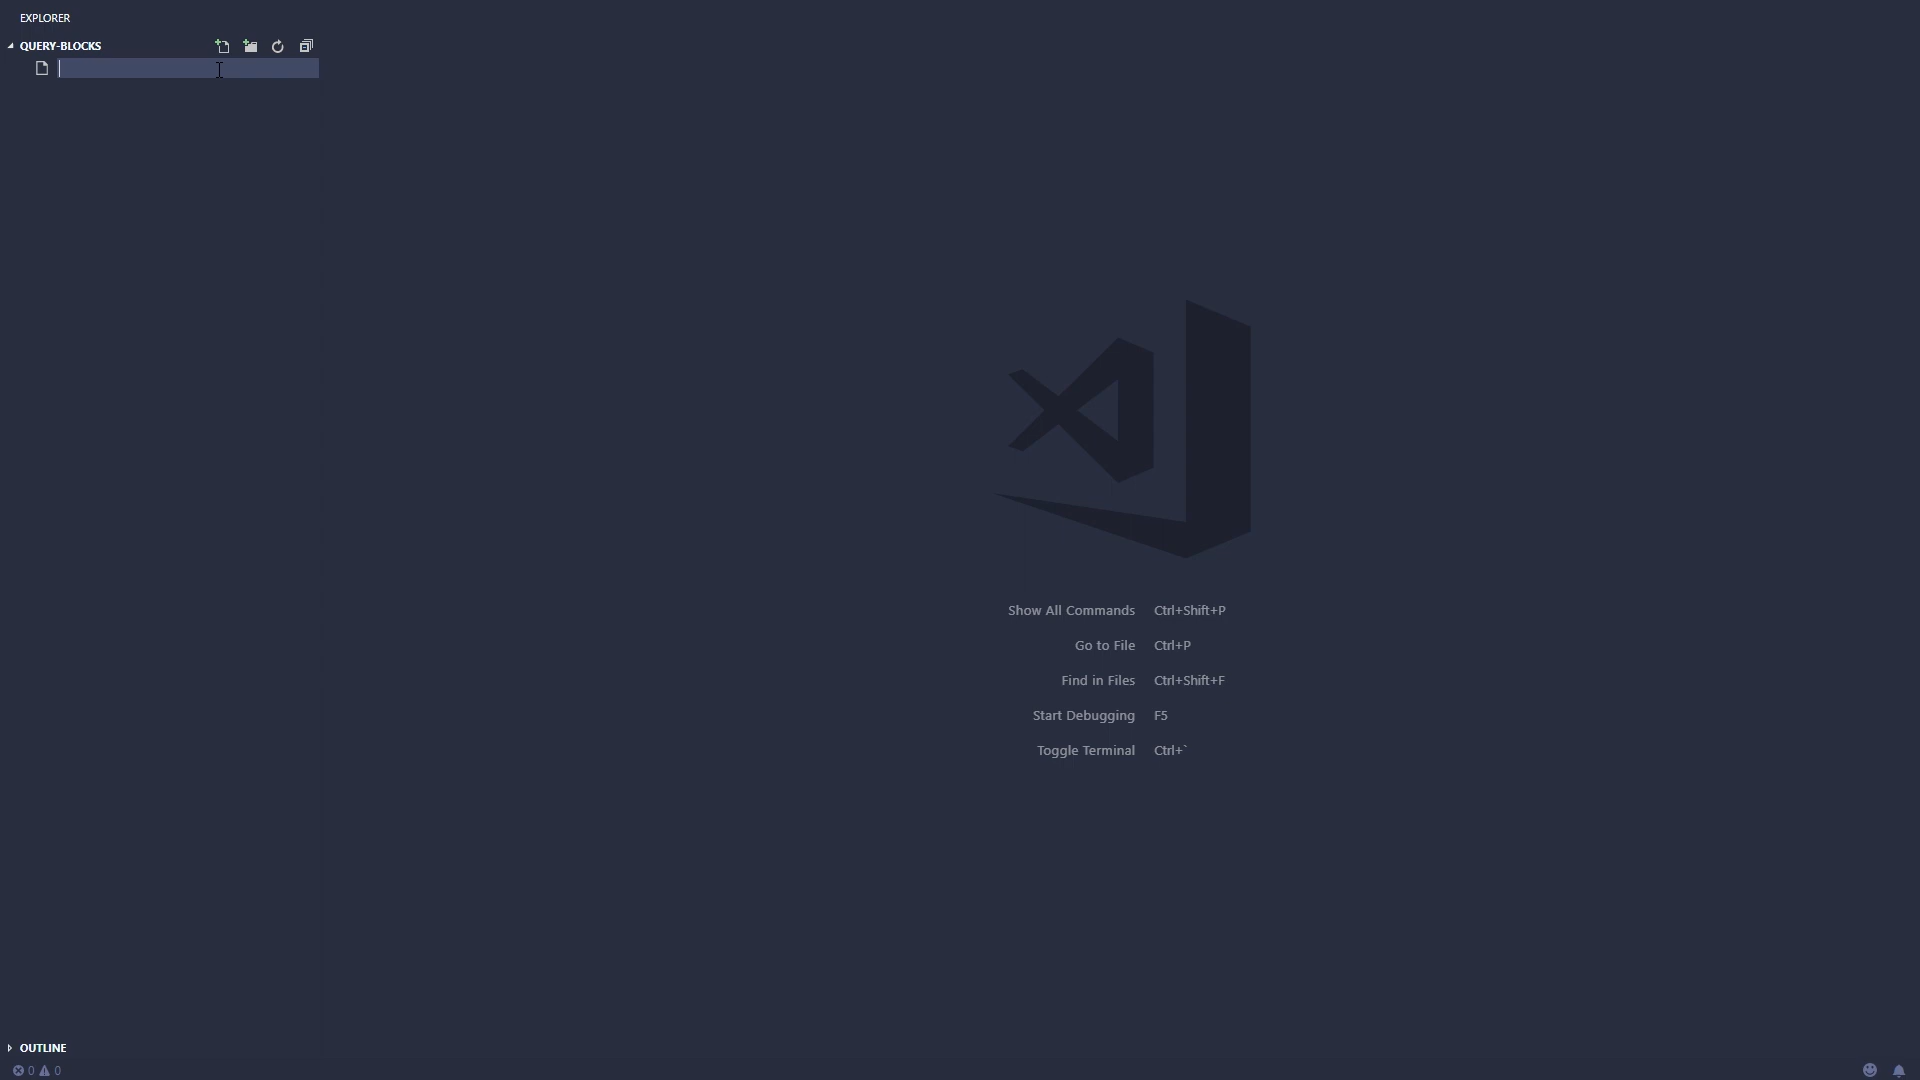 EXPLORER
QUERY-BLOCKS
Show All Commands Ctrl+Shift+P
Go to File Ctrl+P
Find in Files Ctrl+Shift+F
Start Debugging F5
Toggle Terminal Ctrl+`
OUTLINE
0 0